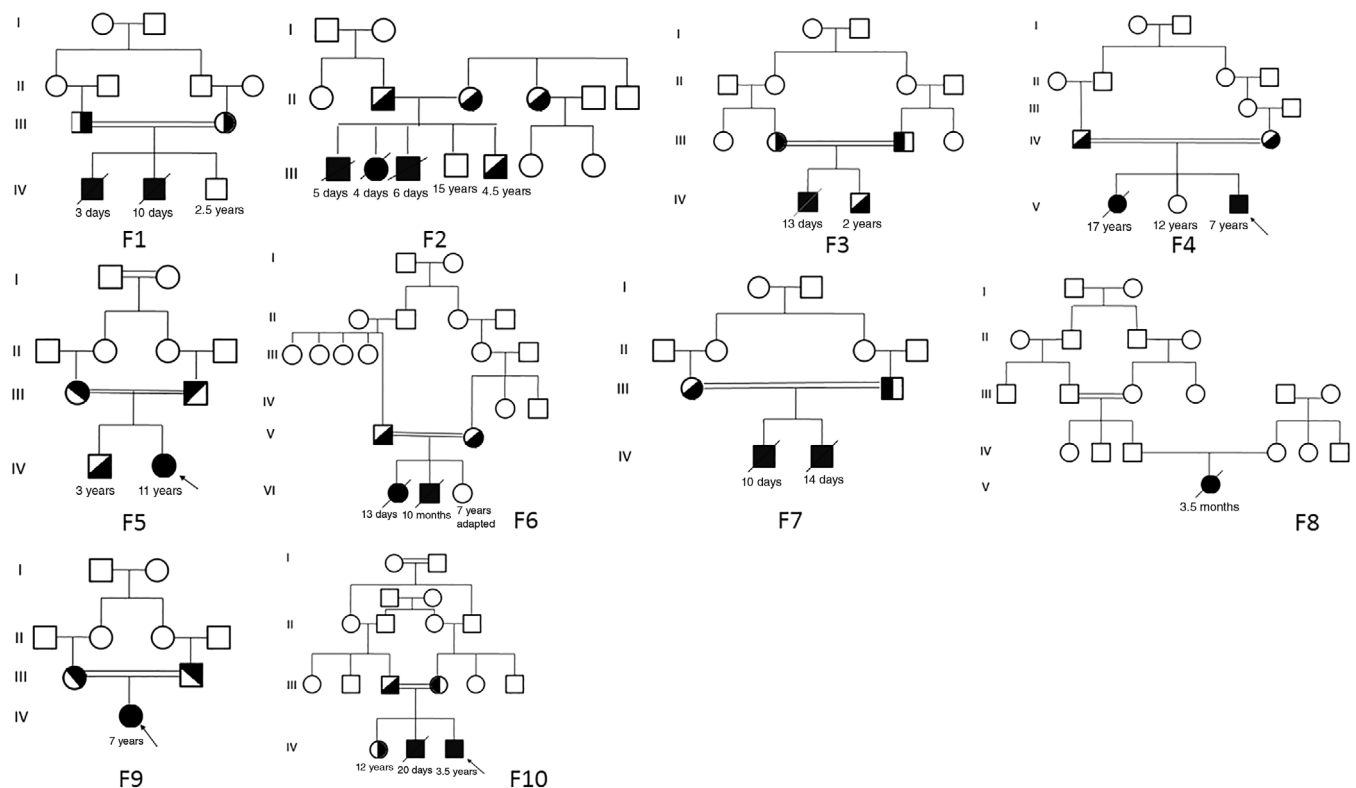 I
II
III
IV
3 days 10 days 2.5 years
F1
I
II
III
5 days 4 days 6 days 15 years 4.5 years
F2
I
II
III
IV
13 days 2 years
F3
I
II
III
IV
V
17 years 12 years 7 years
F4
I
II
III
IV
3 years 11 years
F5
I
II
III
IV
V
VI
13 days 10 months 7 years
adapted
F6
I
II
III
IV
10 days 14 days
F7
I
II
III
IV
V
3.5 months
F8
I
II
III
IV
7 years
F9
I
II
III
IV
12 years 20 days 3.5 years
F10